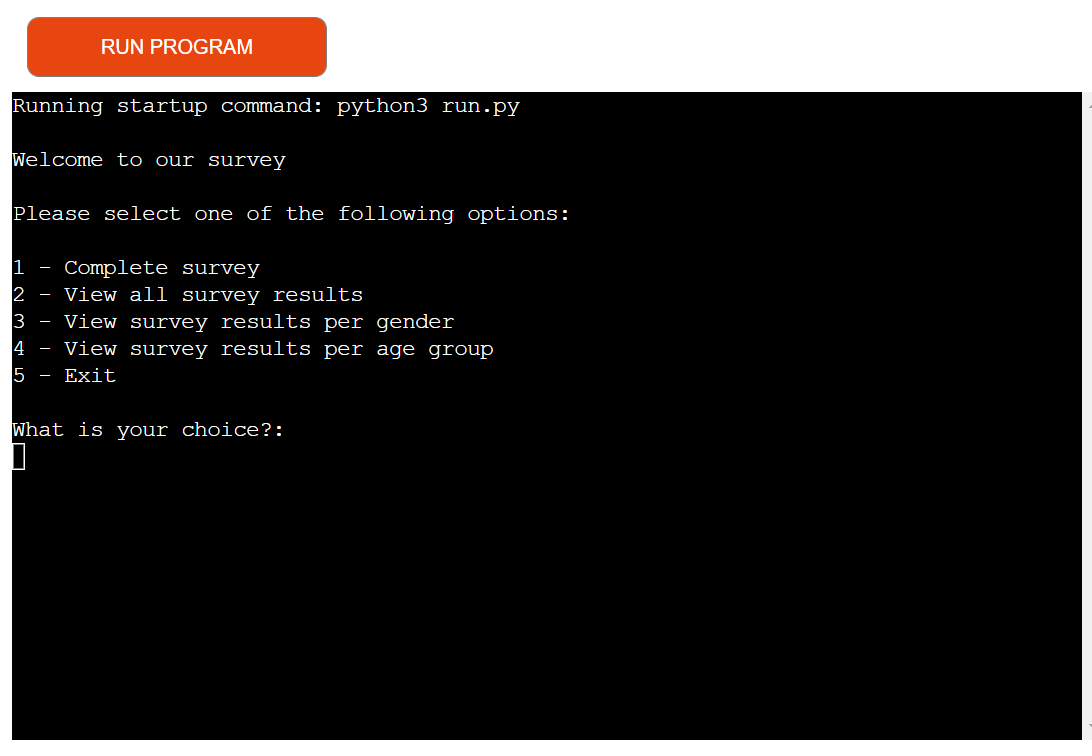 RUN PROGRAM
Running startup command: python3 run.py
Welcome to our survey
Please select one of the following options:
1 - Complete survey
2 - View all survey results
3 - View survey results per gender
4 - View survey results per age group
5 - Exit
What is your choice?: